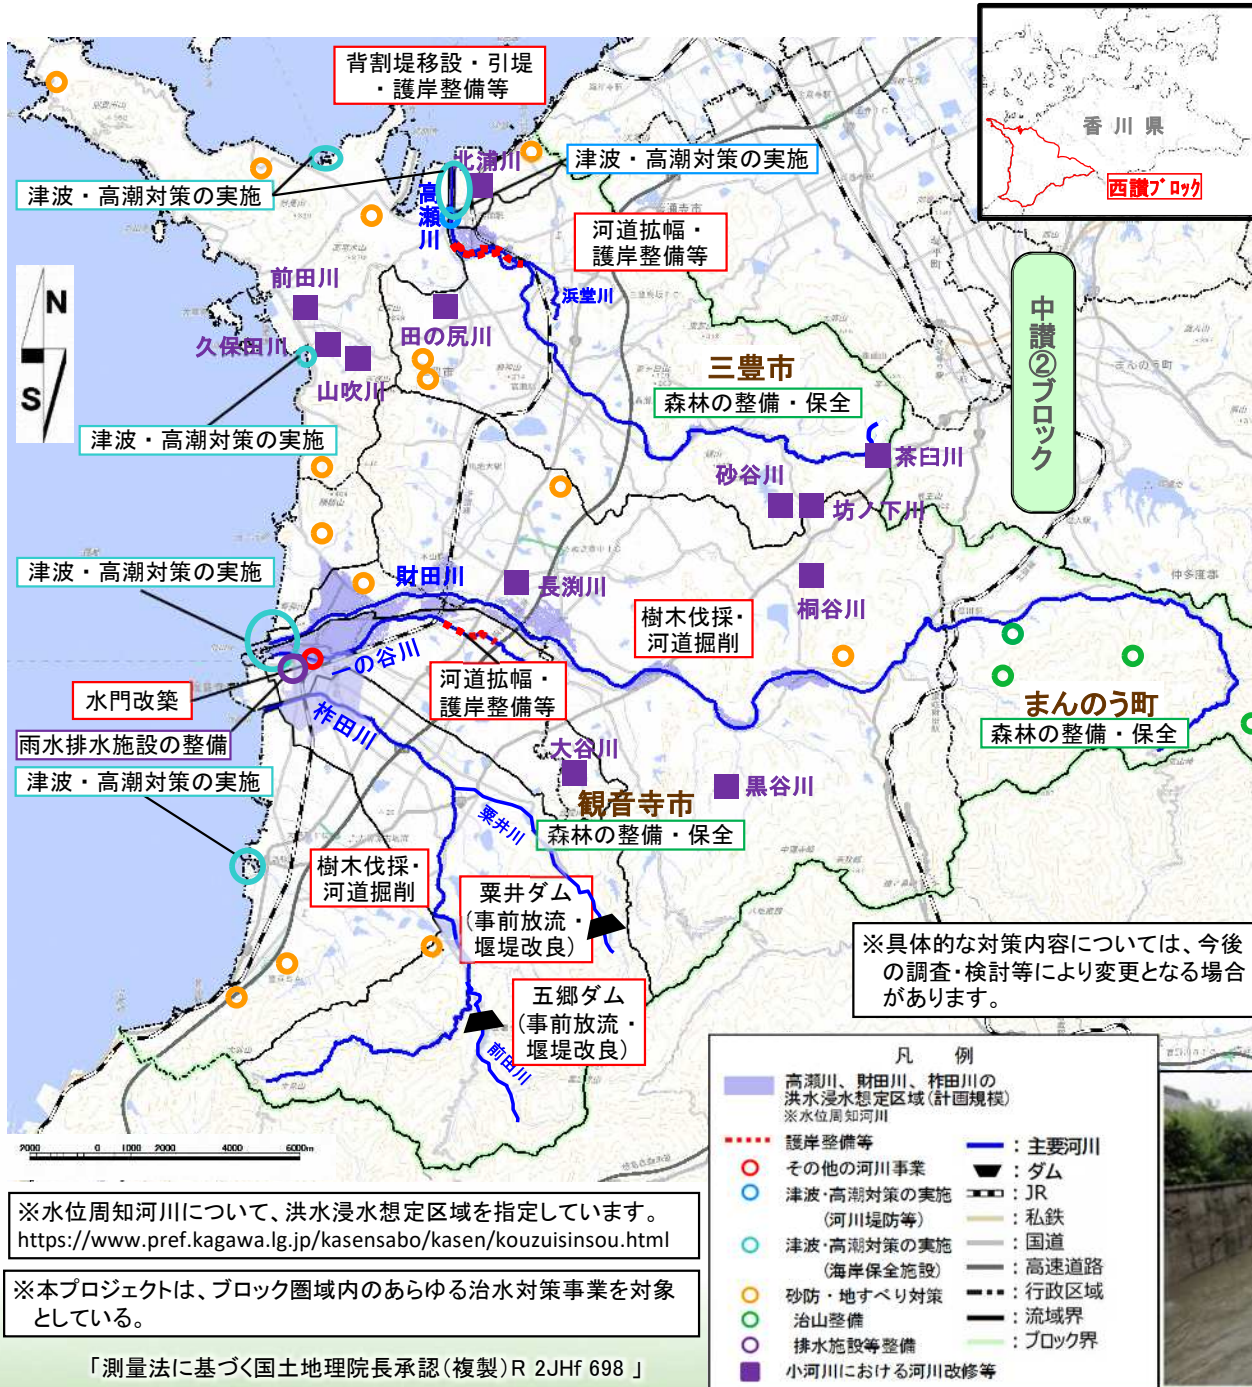 背割堤移設・引堤
・護岸整備等
香川県
西讃ブロック
津波・高潮対策の実施
北浦川
津波・高潮対策の実施
高瀬川
河道拡幅・
護岸整備等
N
S
前田川
浜堂川
久保田川
田の尻川
山吹川
中讃②ブロック
三豊市
森林の整備・保全
津波・高潮対策の実施
茶臼川
砂谷川
坊ノ下川
津波・高潮対策の実施
財田川
長渕川
桐谷川
樹木伐採・
河道掘削
一の谷川
河道拡幅・
護岸整備等
水門改築
まんのう町
森林の整備・保全
雨水排水施設の整備
柞田川
大谷川
黒谷川
津波・高潮対策の実施
観音寺市
森林の整備・保全
粟井川
樹木伐採・
河道掘削
粟井ダム
(事前放流・
堰堤改良)
五郷ダム
(事前放流・
堰堤改良)
前田川
※具体的な対策内容については、今後
の調査・検討等により変更となる場合
があります。
2000 0 1000 2000 4000 6000m
凡 例
高瀬川、財田川、柞田川の
洪水浸水想定区域(計画規模)
※水位周知河川
護岸整備等
その他の河川事業
津波・高潮対策の実施
(河川堤防等)
津波・高潮対策の実施
(海岸保全施設)
砂防・地すべり対策
治山整備
排水施設等整備
小河川における河川改修等
：主要河川
：ダム
：JR
：私鉄
：国道
：高速道路
：行政区域
：流域界
：ブロック界
※水位周知河川について、洪水浸水想定区域を指定しています。
https://www.pref.kagawa.lg.jp/kasensabo/kasen/kouzuisinsou.html
※本プロジェクトは、ブロック圏域内のあらゆる治水対策事業を対象
としている。
「測量法に基づく国土地理院長承認(複製)R 2JHf 698 」